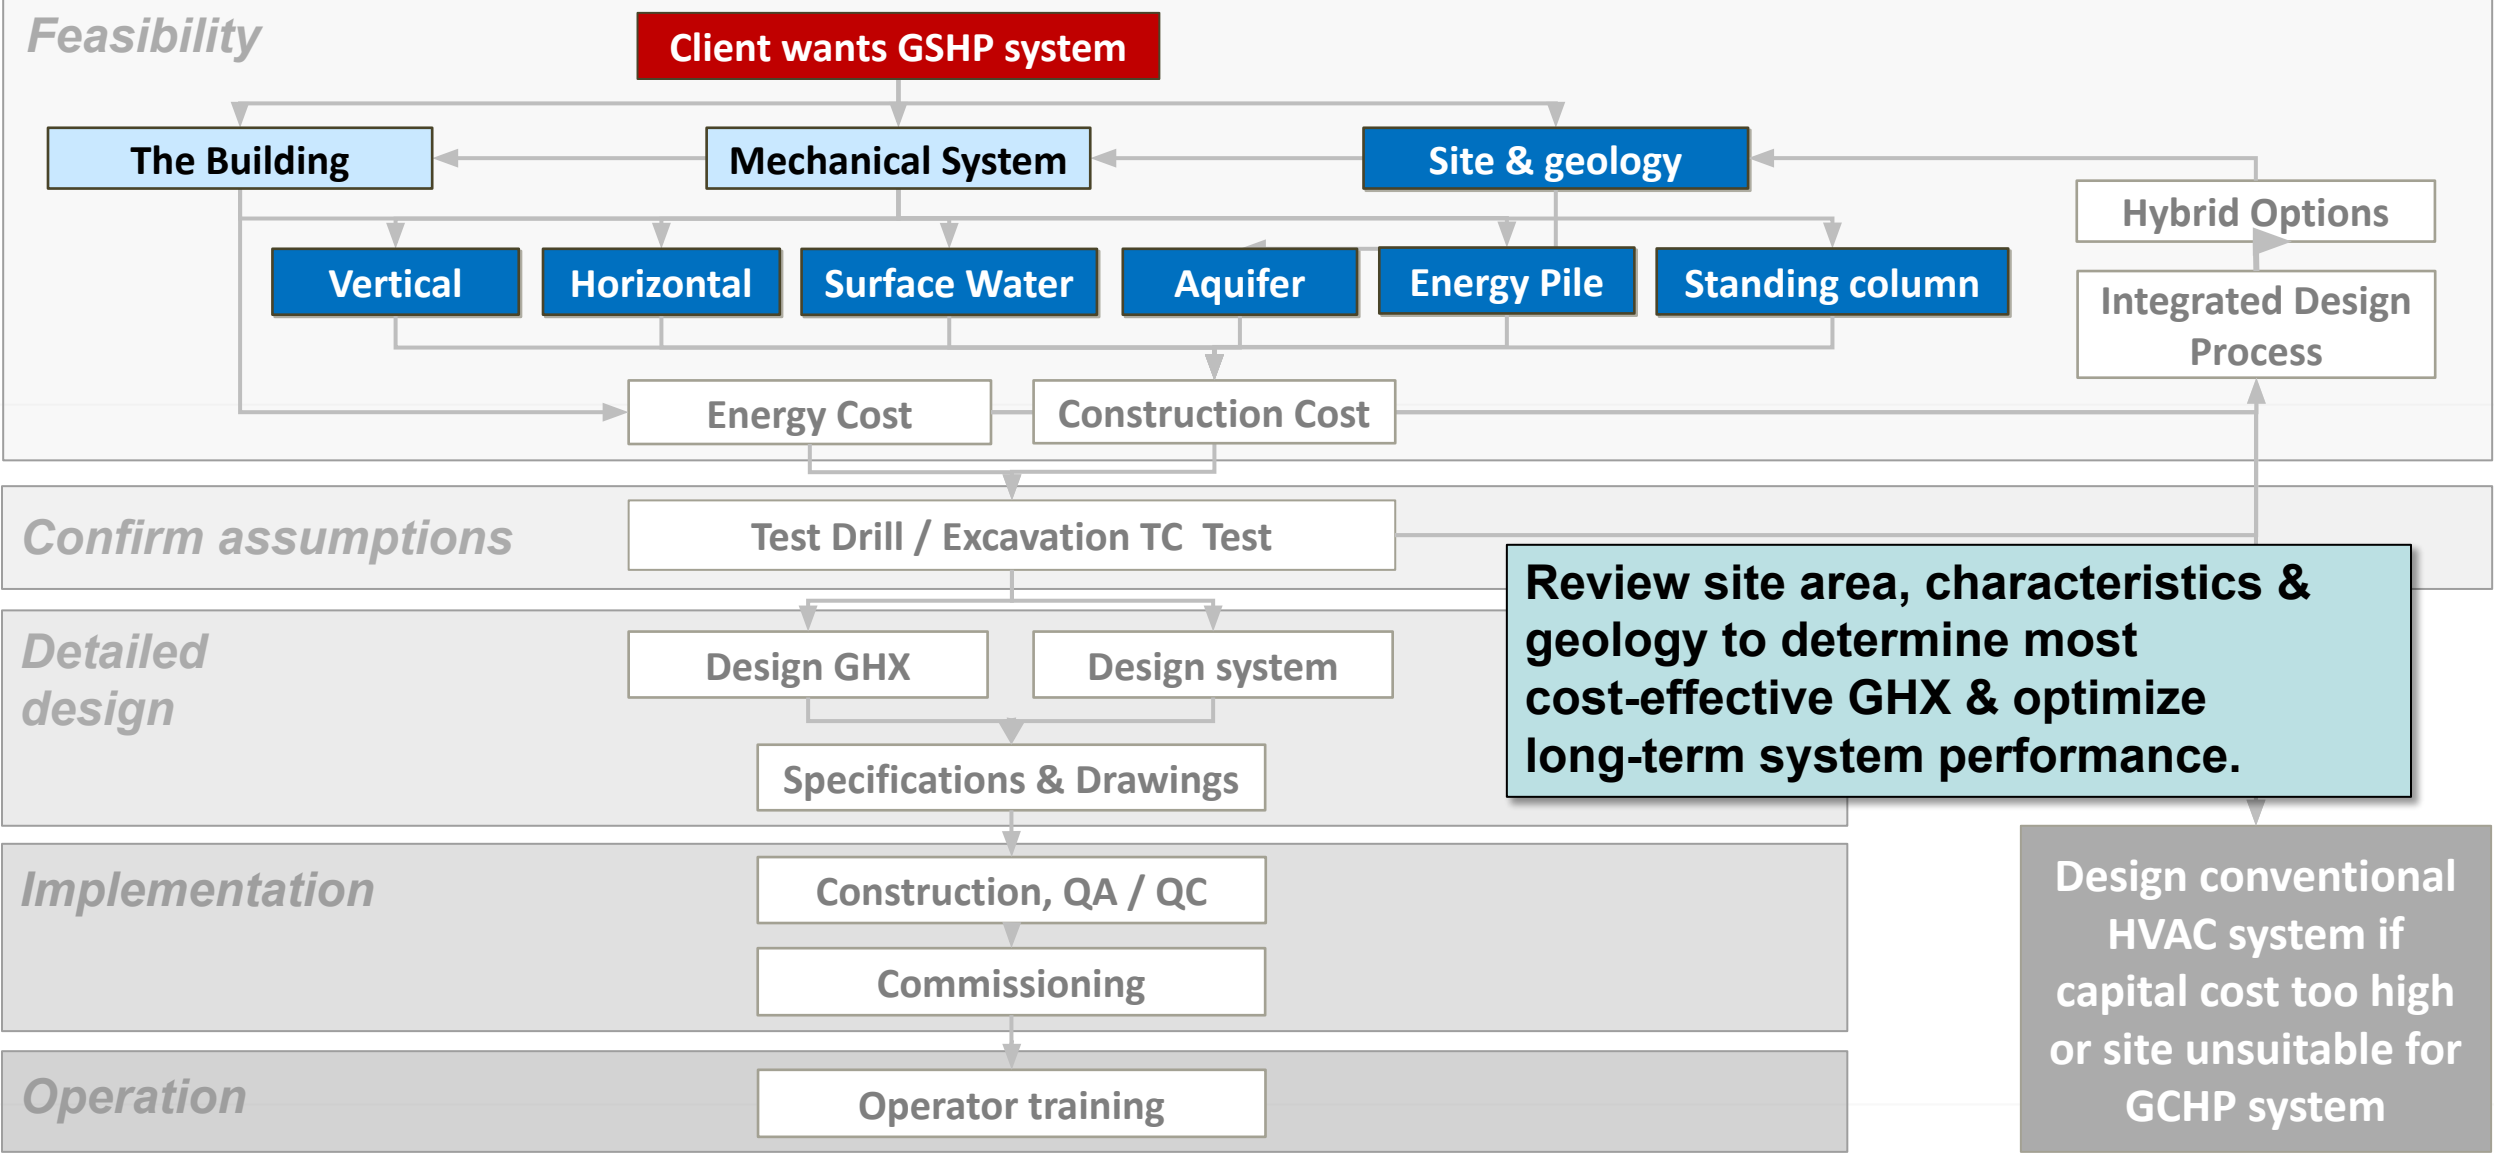 Feasibility
Client wants GSHP system
The Building
Mechanical System
Site & geology
Hybrid Options
Vertical
Horizontal
Surface Water
Aquifer
Energy Pile
Standing column
Integrated Design
Process
Energy Cost
Construction Cost
Confirm assumptions
Test Drill / Excavation TC  Test
Review site area, characteristics &
geology to determine most
cost-effective GHX & optimize
long-term system performance.
Detailed
design
Design GHX
Design system
Specifications & Drawings
Implementation
Construction, QA / QC
Commissioning
Design conventional
HVAC system if
capital cost too high
or site unsuitable for
GCHP system
Operation
Operator training